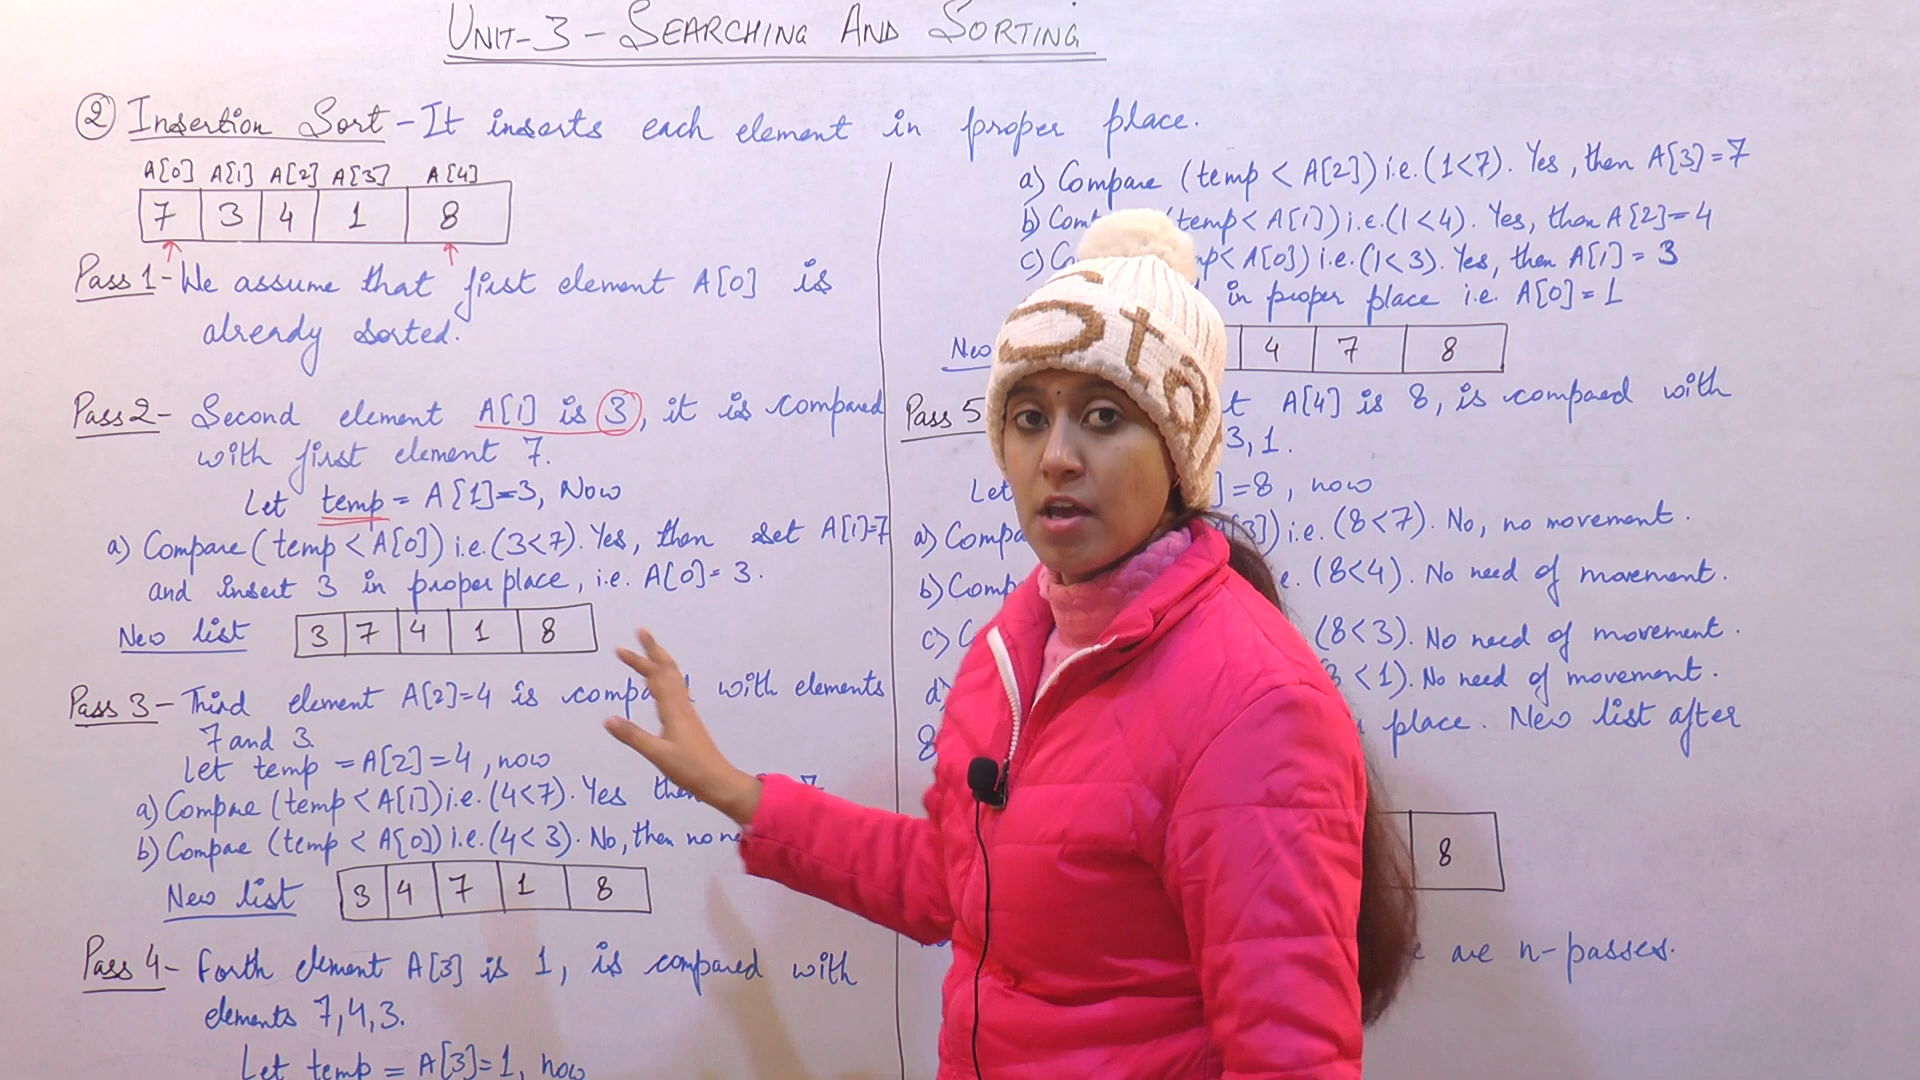 UNIT-3-SEARCHING AND SORTING
② Insertion Sort - It inserts each element in proper place.
A[0] A[1] A[2] A[3] A[4]
7 3 4 1 8
Pass 1 - We assume that first element A[0] is
already sorted.
Pass 2 - Second element A[1] is 3, it is compared
with first element 7.
Let temp = A[1]=3, Now
a) Compare (temp < A[0]) i.e. (3<7). Yes, then set A[1]=7
and insert 3 in proper place, i.e. A[0]= 3.
New list 3 7 4 1 8
Pass 3 - Third element A[2]=4 is with elements
7 and 3.
Let temp = A[2]=4, now
a) Compare (temp < A[1]) i.e. (4<7). Yes
b) Compare (temp < A[0]) i.e. (4<3). No, then no
New list 3 4 7 1 8
Pass 4 - Forth element A[3] is 1, is compared with
elements 7,4,3.
Let temp = A[3]=1, now
a) Compare (temp < A[2]) i.e. (1<7). Yes, then A[3]=7
b) temp< A[1]) i.e. (1<4). Yes, then A[2]=4
c) < A[0]) i.e. (1<3). Yes, then A[1] = 3
in proper place i.e. A[0]= 1
4 7 8
Pass 5 A[4] is 8, is compared with
3, 1.
Let =8, now
a) i.e. (8<7). No, no movement.
b) (8<4). No need of movement.
c) (8<3). No need of movement.
d) <1). No need of movement.
8 place. New list after
8
are n-passes.
Sta